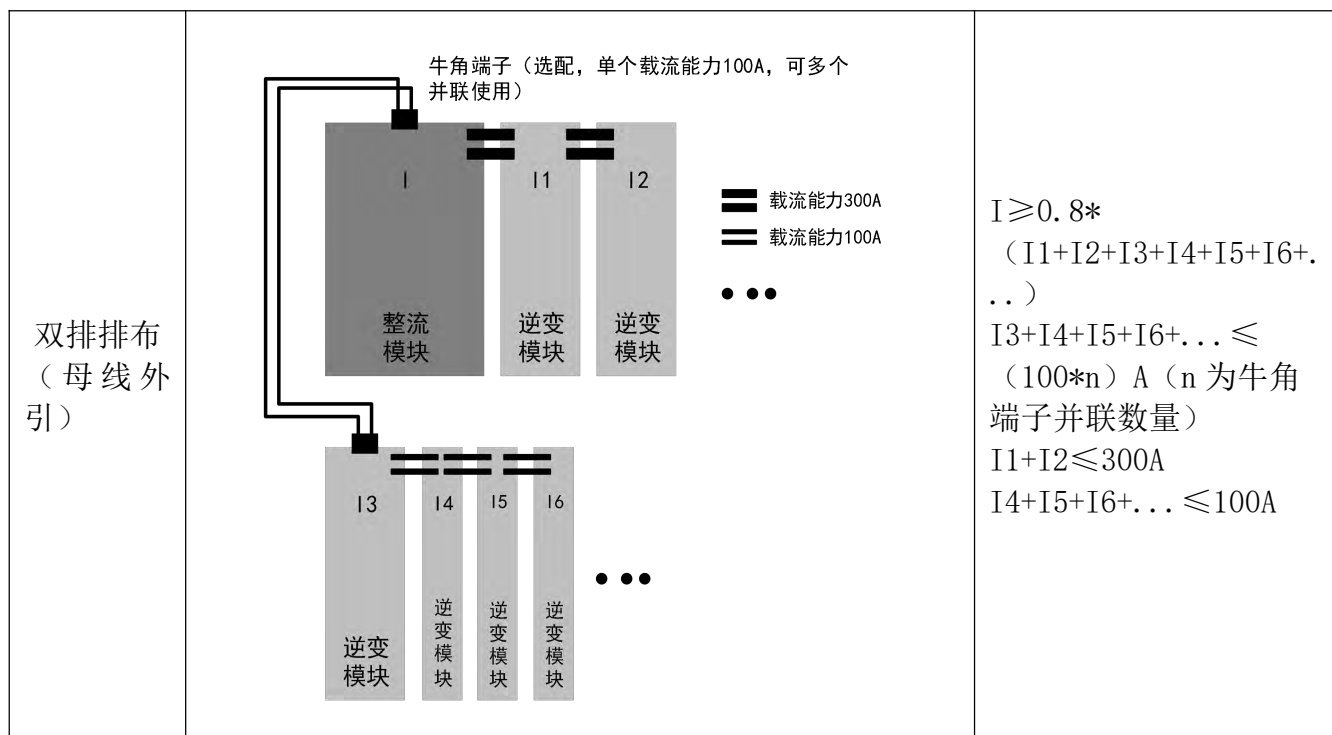 双排排布
（母线外
引）
牛角端子（选配，单个载流能力100A，可多个
并联使用）
I
I1
I2
整流
模块
逆变
模块
逆变
模块
载流能力300A
载流能力100A
I3
I4
I5
I6
逆变
模块
逆
变
模
块
逆
变
模
块
逆
变
模
块
I≥0.8*
（I1+I2+I3+I4+I5+I6+.
..）
I3+I4+I5+I6+...≤
（100*n）A（n 为牛角
端子并联数量）
I1+I2≤300A
I4+I5+I6+...≤100A